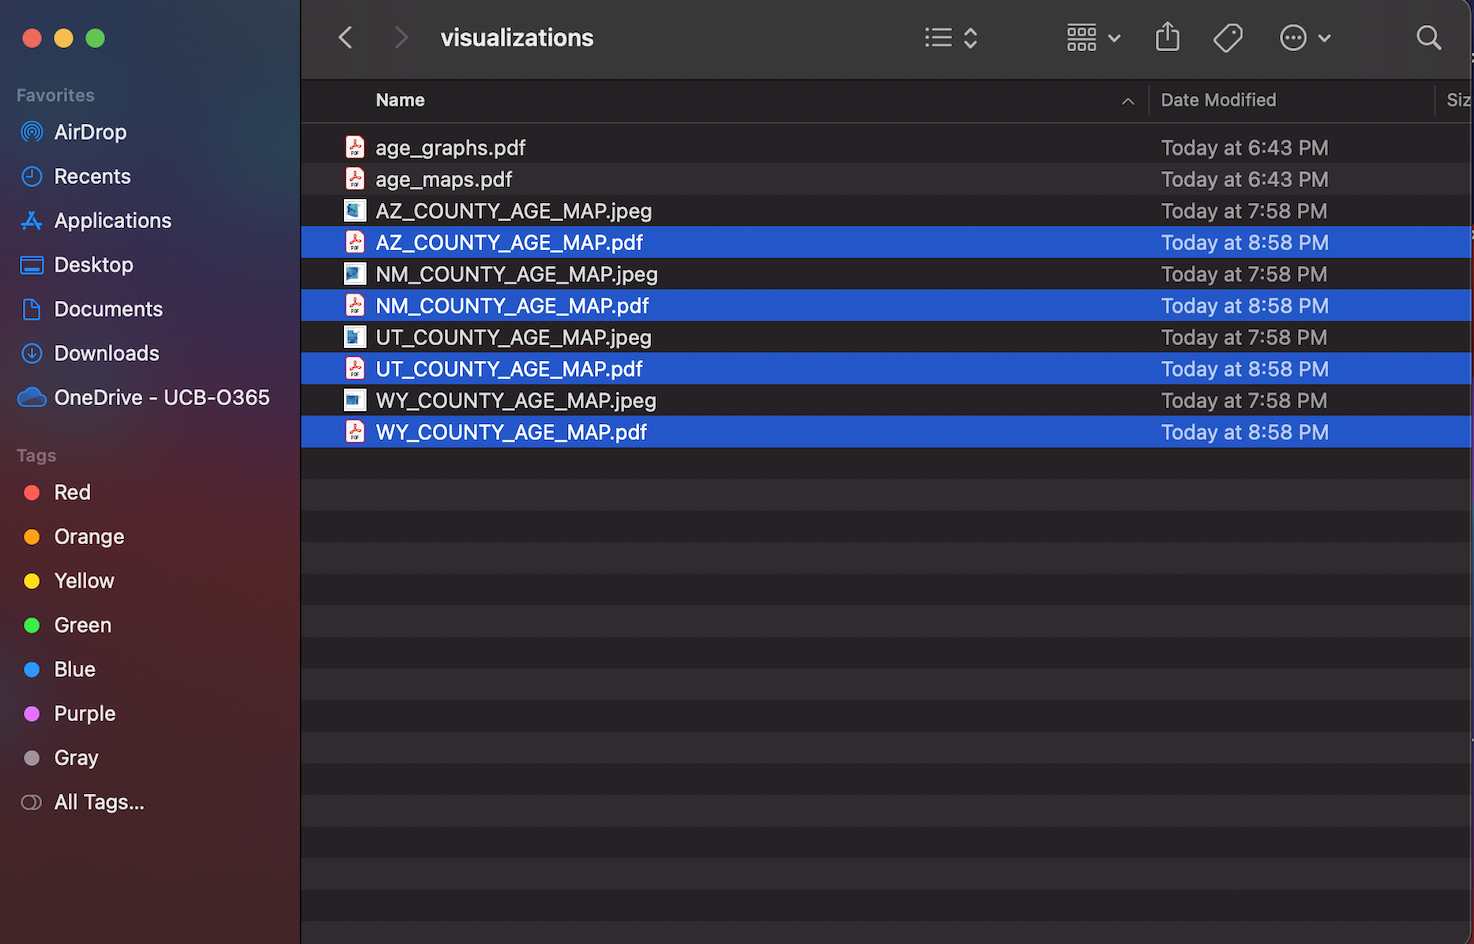 visualizations
Favorites
AirDrop
Recents
Applications
Desktop
Documents
Downloads
OneDrive - UCB-O365
Tags
Red
Orange
Yellow
Green
Blue
Purple
Gray
All Tags...
Name Date Modified Siz
age_graphs.pdf Today at 6:43 PM
age_maps.pdf Today at 6:43 PM
AZ_COUNTY_AGE_MAP.jpeg Today at 7:58 PM
AZ_COUNTY_AGE_MAP.pdf Today at 8:58 PM
NM_COUNTY_AGE_MAP.jpeg Today at 7:58 PM
NM_COUNTY_AGE_MAP.pdf Today at 8:58 PM
UT_COUNTY_AGE_MAP.jpeg Today at 7:58 PM
UT_COUNTY_AGE_MAP.pdf Today at 8:58 PM
WY_COUNTY_AGE_MAP.jpeg Today at 7:58 PM
WY_COUNTY_AGE_MAP.pdf Today at 8:58 PM